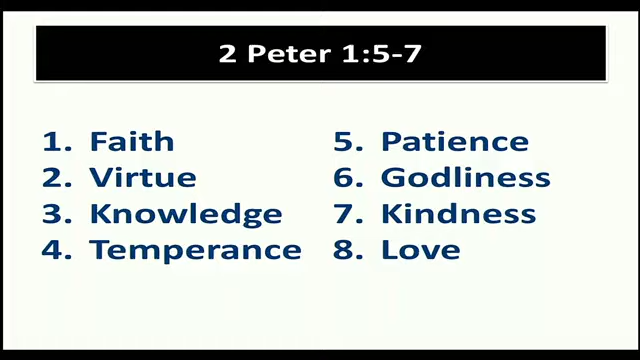 2 Peter 1:5-7
1. Faith
2. Virtue
3. Knowledge
4. Temperance
5. Patience
6. Godliness
7. Kindness
8. Love